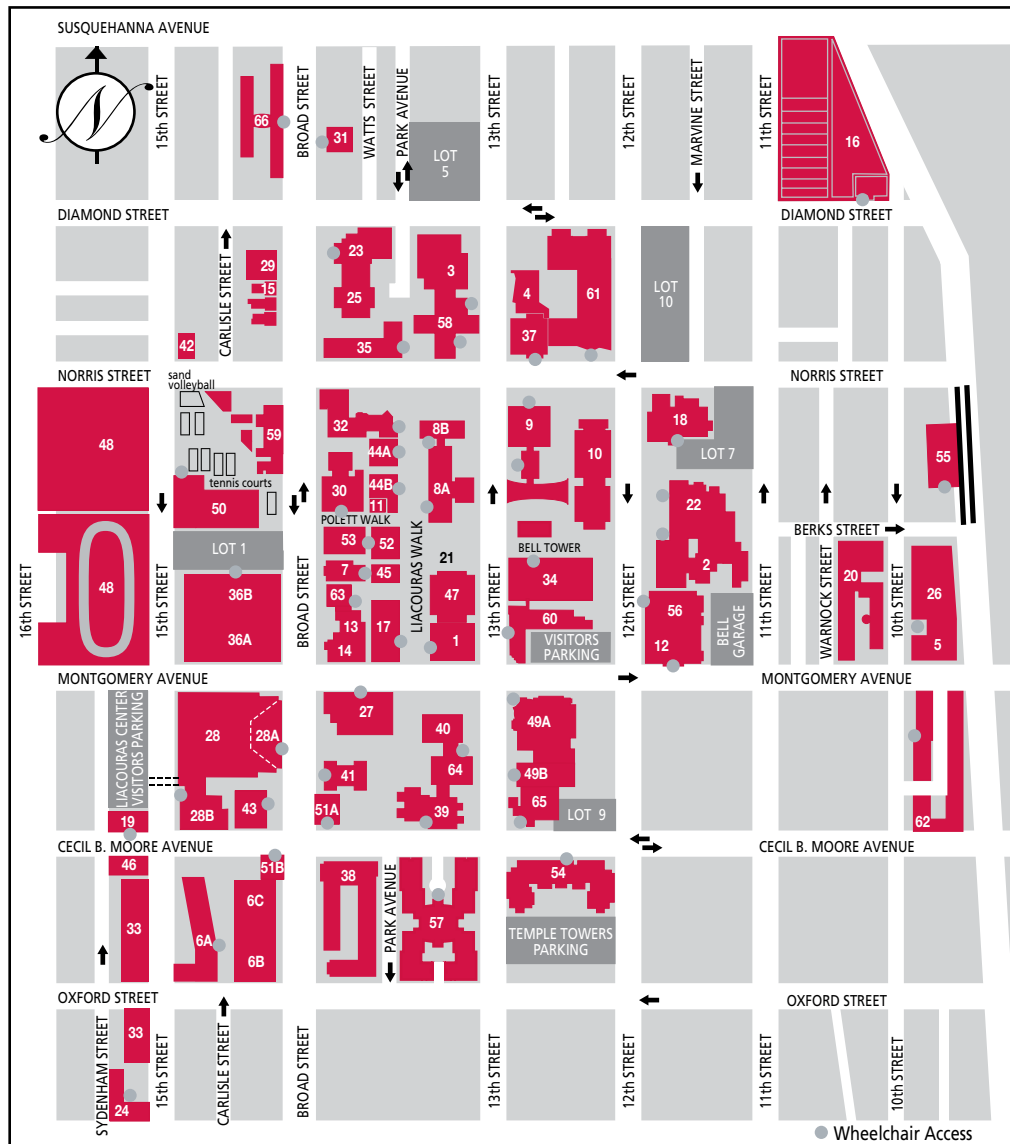 SUSQUEHANNA AVENUE
N
15th STREET
BROAD STREET
WATTS STREET
PARK AVENUE
13th STREET
12th STREET
MARVINE STREET
11th STREET
66
31
LOT
5
16
DIAMOND STREET
DIAMOND STREET
CARLISLE STREET
29
15
42
23
25
35
3
58
4
37
61
LOT
10
NORRIS STREET
NORRIS STREET
sand
volleyball
48
59
tennis courts
50
32
44A
30
44B
11
8B
8A
9
10
18
LOT 7
22
2
55
POLETT WALK
BERKS STREET
LOT 1
53
52
7
45
63
13
17
14
LIACOURAS WALK
21
47
1
BELL TOWER
34
60
VISITORS
PARKING
56
12
BELL
GARAGE
WARNOCK STREET
20
10th STREET
26
5
16th STREET
48
15th STREET
36B
36A
BROAD STREET
13th STREET
12th STREET
11th STREET
MONTGOMERY AVENUE
MONTGOMERY AVENUE
LIACOURAS CENTER
VISITORS PARKING
28
28A
28B
43
19
27
41
51A
40
64
39
49A
49B
65
LOT 9
62
CECIL B. MOORE AVENUE
CECIL B. MOORE AVENUE
46
33
51B
6C
6A
6B
38
PARK AVENUE
57
54
TEMPLE TOWERS
PARKING
OXFORD STREET
OXFORD STREET
33
24
SYDENHAM STREET
15th STREET
CARLISLE STREET
BROAD STREET
13th STREET
12th STREET
11th STREET
10th STREET
Wheelchair Access